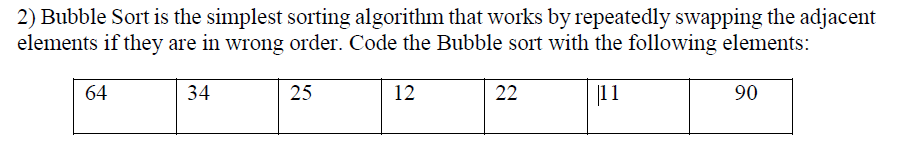 2) Bubble Sort is the simplest sorting algorithm that works by repeatedly swapping the adjacent
elements if they are in wrong order. Code the Bubble sort with the following elements:
64 34 25 12 22 11 90